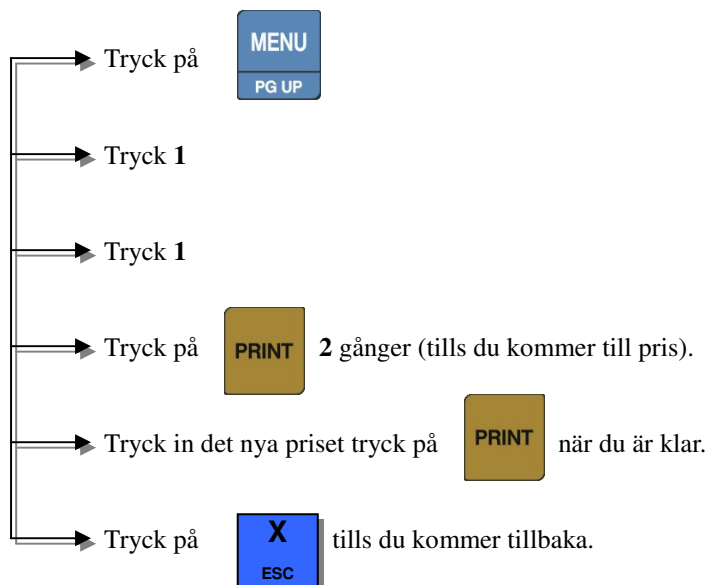 Tryck på MENU
PG UP
Tryck 1
Tryck 1
Tryck på PRINT 2 gånger (tills du kommer till pris).
Tryck in det nya priset tryck på PRINT när du är klar.
Tryck på X tills du kommer tillbaka.
ESC